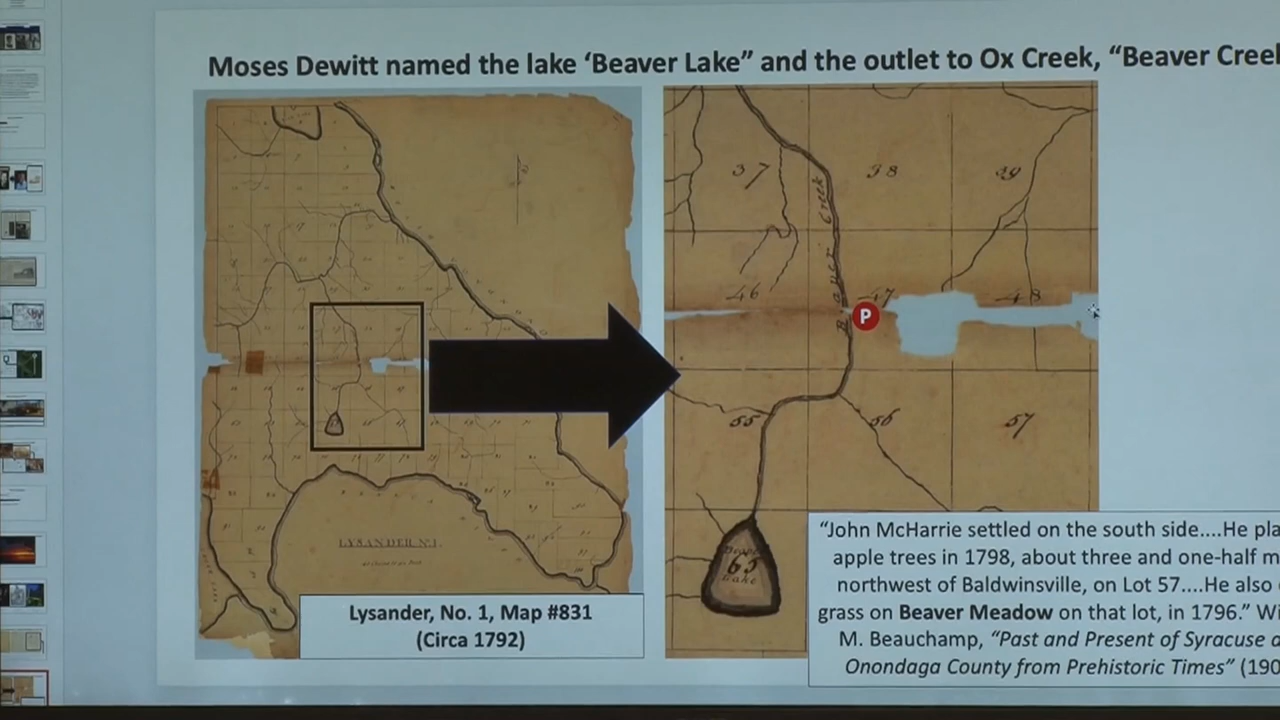 Moses Dewitt named the lake ‘Beaver Lake” and the outlet to Ox Creek, “Beaver Creel
LYSANDER N:1.
Lysander, No. 1, Map #831
(Circa 1792)
37
38
39
Creek
46
47
48
P
55
56
57
63
Lake
“John McHarrie settled on the south side....He pla
apple trees in 1798, about three and one-half m
northwest of Baldwinsville, on Lot 57....He also
grass on Beaver Meadow on that lot, in 1796.” Wi
M. Beauchamp, “Past and Present of Syracuse a
Onondaga County from Prehistoric Times” (190